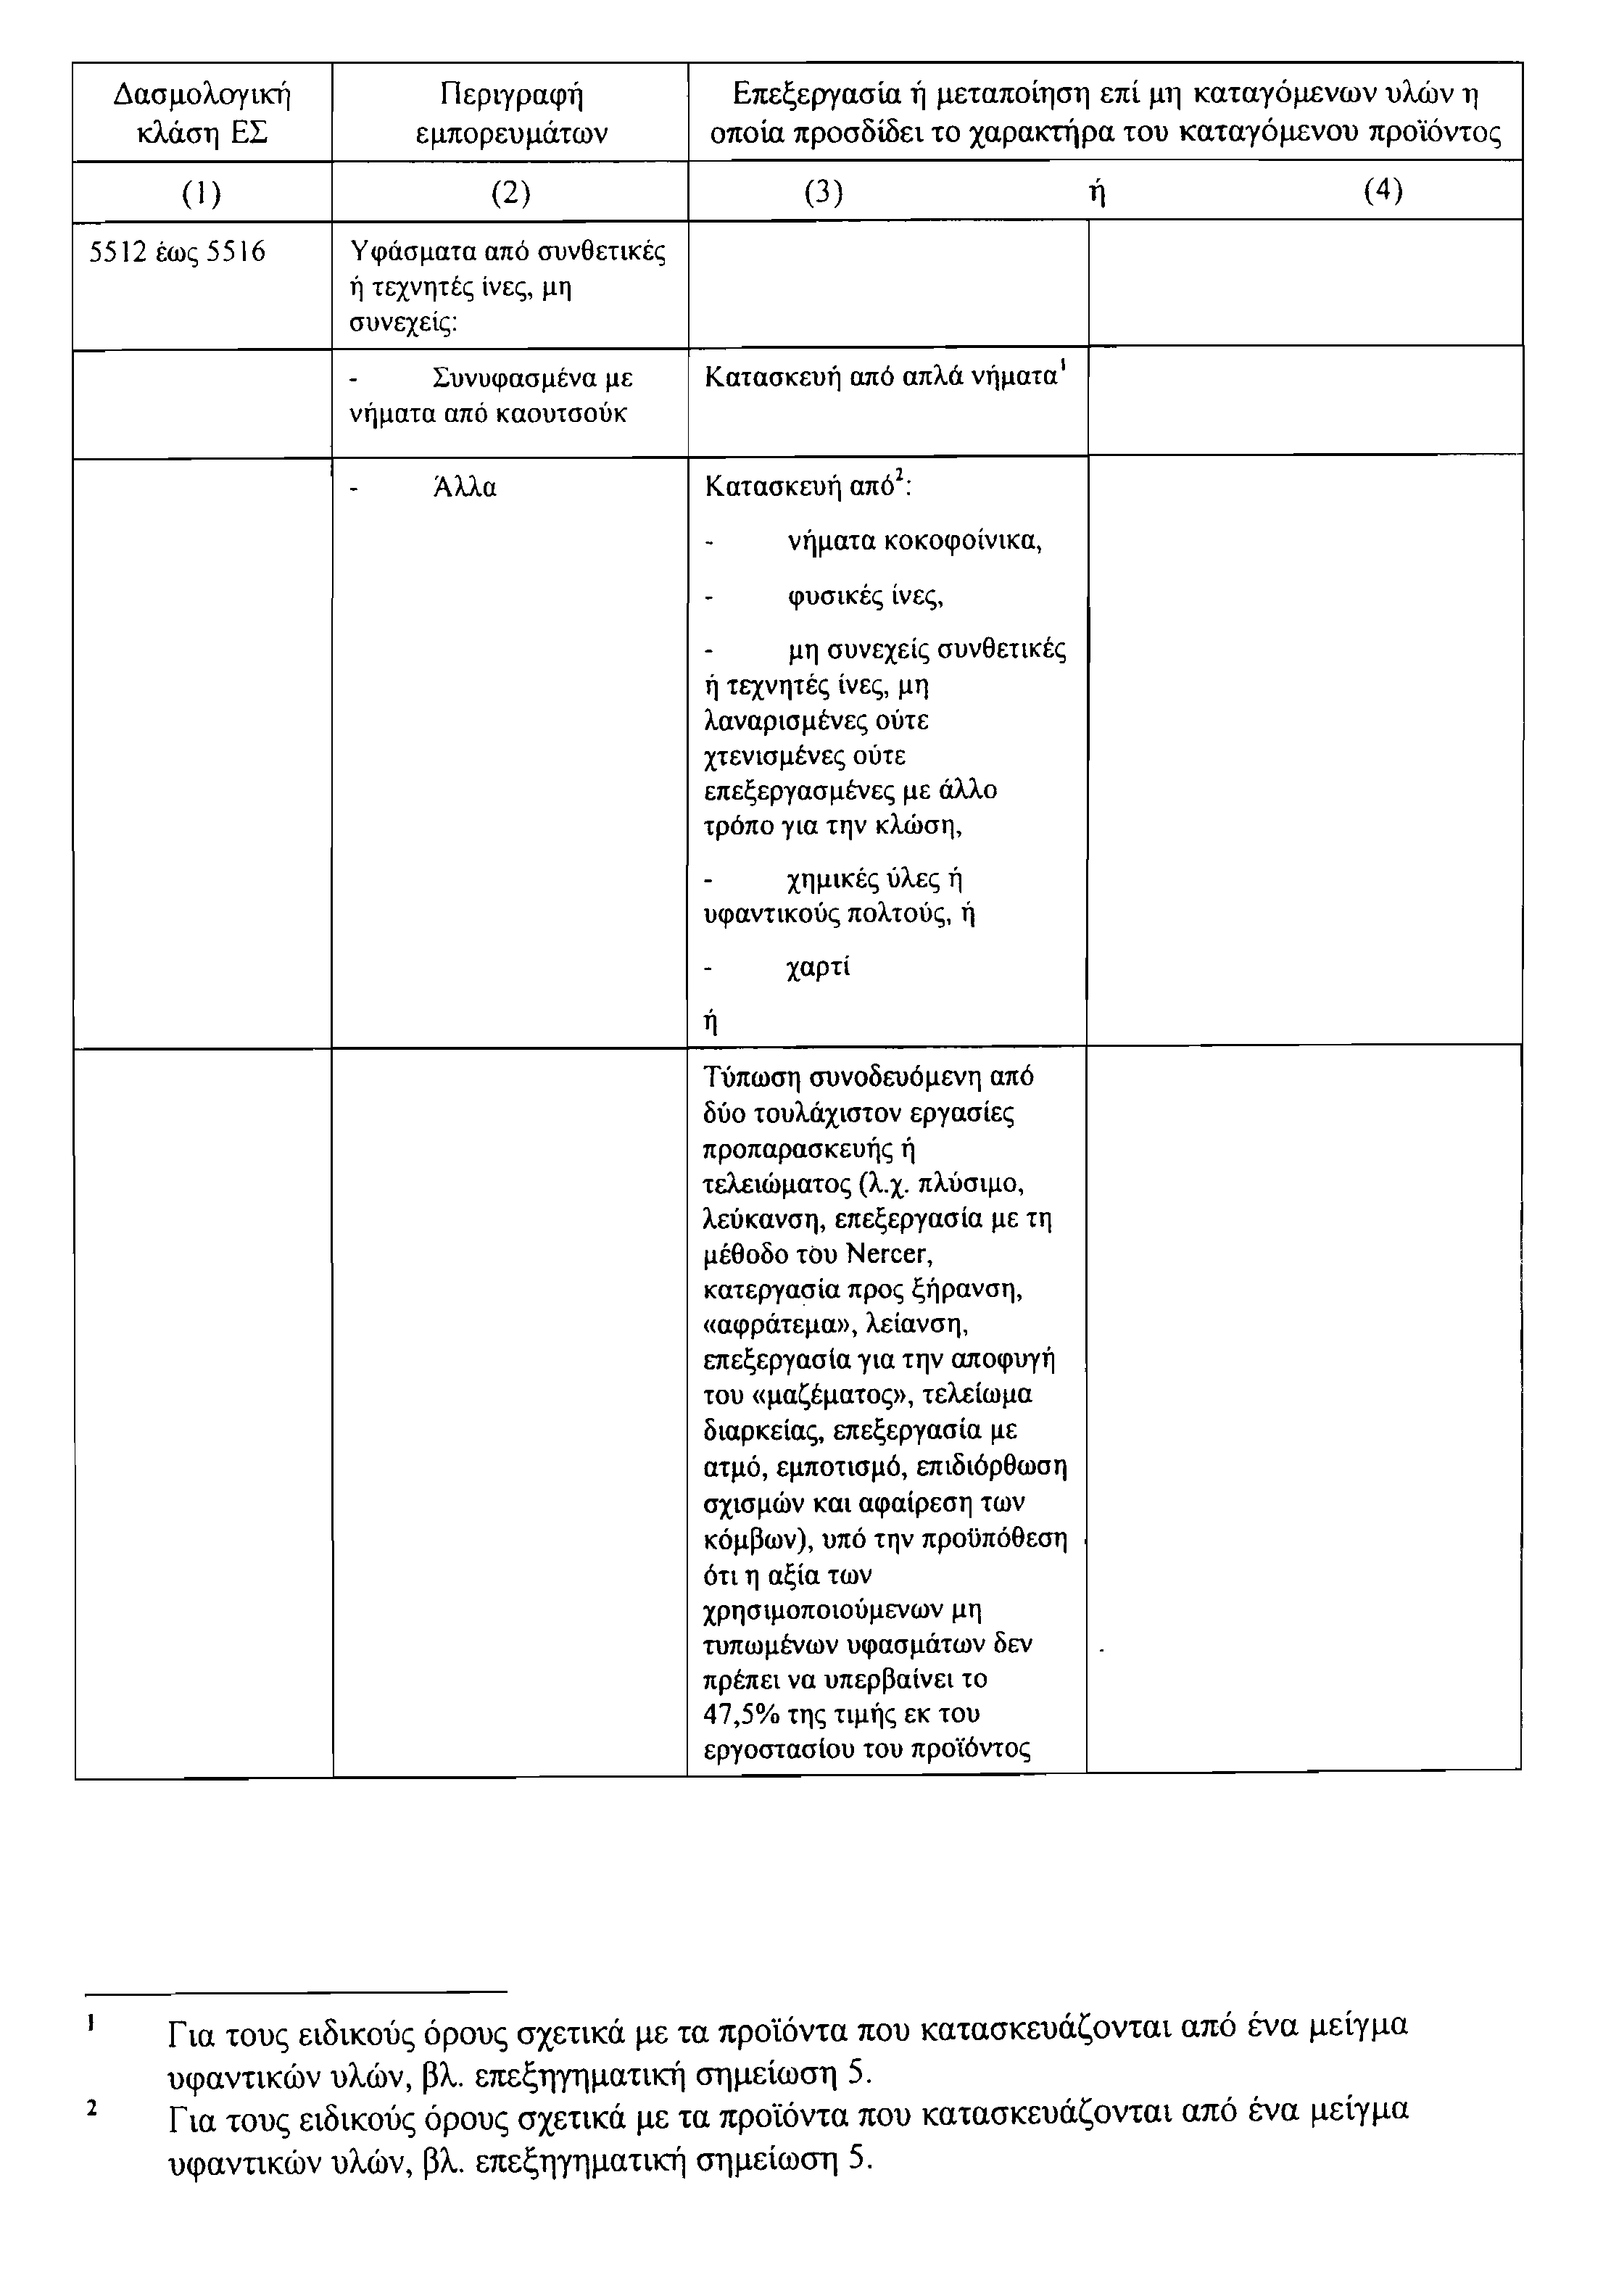 Δασμολογική
κλάση ΕΣ
Περιγραφή
εμπορευμάτων
Επεξεργασία ή μεταποίηση επί μη καταγόμενων υλών η
οποία προσδίδει το χαρακτήρα του καταγόμενου προϊόντος
(1)
(2)
(3) ή (4)
5512 έως 5516
Υφάσματα από συνθετικές
ή τεχνητές ίνες, μη
συνεχείς:
- Συνυφασμένα με
νήματα από καουτσούκ
Κατασκευή από απλά νήματα¹
- Άλλα
Κατασκευή από²:
- νήματα κοκοφοίνικα,
- φυσικές ίνες,
- μη συνεχείς συνθετικές
ή τεχνητές ίνες, μη
λαναρισμένες ούτε
χτενισμένες ούτε
επεξεργασμένες με άλλο
τρόπο για την κλώση,
- χημικές ύλες ή
υφαντικούς πολτούς, ή
- χαρτί
ή
Τύπωση συνοδευόμενη από
δύο τουλάχιστον εργασίες
προπαρασκευής ή
τελειώματος (λ.χ. πλύσιμο,
λεύκανση, επεξεργασία με τη
μέθοδο του Nercer,
κατεργασία προς ξήρανση,
«αφράτεμα», λείανση,
επεξεργασία για την αποφυγή
του «μαζέματος», τελείωμα
διαρκείας, επεξεργασία με
ατμό, εμποτισμό, επιδιόρθωση
σχισμών και αφαίρεση των
κόμβων), υπό την προϋπόθεση
ότι η αξία των
χρησιμοποιούμενων μη
τυπωμένων υφασμάτων δεν
πρέπει να υπερβαίνει το
47,5% της τιμής εκ του
εργοστασίου του προϊόντος
¹ Για τους ειδικούς όρους σχετικά με τα προϊόντα που κατασκευάζονται από ένα μείγμα
υφαντικών υλών, βλ. επεξηγηματική σημείωση 5.
² Για τους ειδικούς όρους σχετικά με τα προϊόντα που κατασκευάζονται από ένα μείγμα
υφαντικών υλών, βλ. επεξηγηματική σημείωση 5.